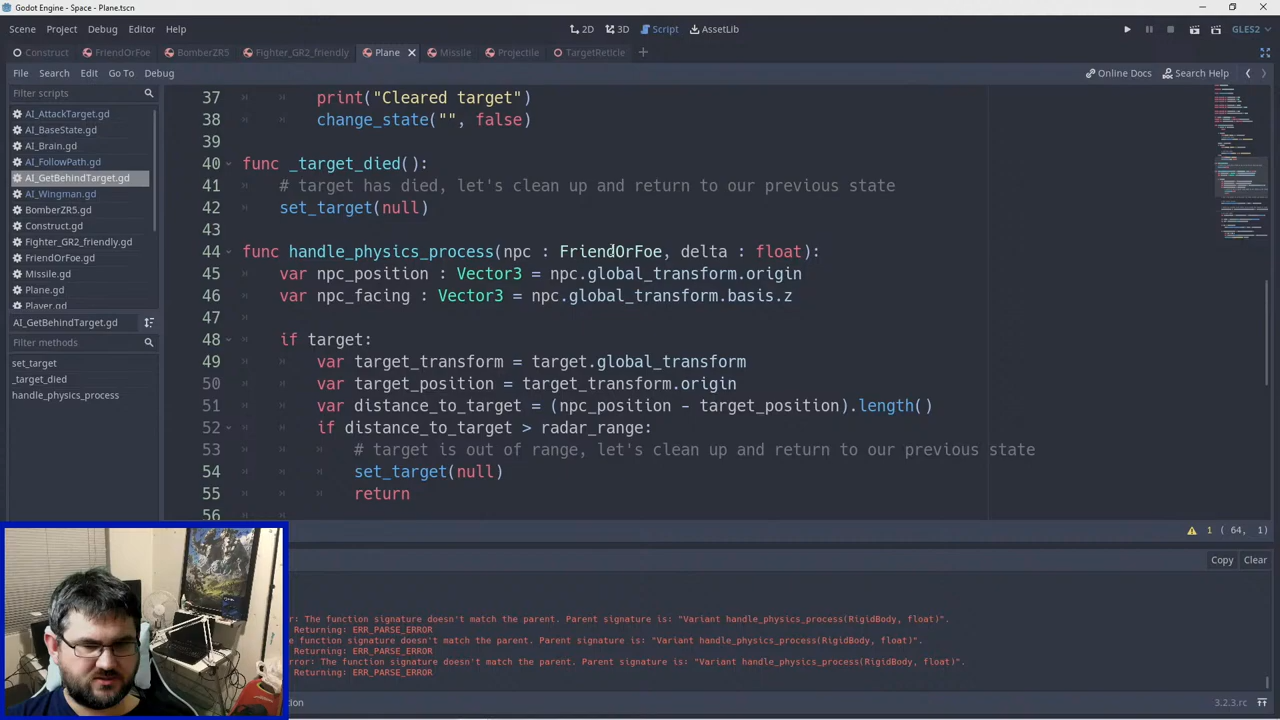 Godot Engine - Space - Plane.tscn
Scene Project Debug Editor Help 2D 3D Script AssetLib GLES2
Construct FriendOrFoe BomberZR5 Fighter_GR2_friendly Plane Missile Projectile TargetReticle
File Search Edit Go To Debug Online Docs Search Help
Filter scripts
AI_AttackTarget.gd
AI_BaseState.gd
AI_Brain.gd
AI_FollowPath.gd
AI_GetBehindTarget.gd
AI_Wingman.gd
BomberZR5.gd
Construct.gd
Fighter_GR2_friendly.gd
FriendOrFoe.gd
Missile.gd
Plane.gd
Player.gd
AI_GetBehindTarget.gd
Filter methods
set_target
_target_died
handle_physics_process
37 print("Cleared target")
38 change_state("", false)
39
40 func _target_died():
41 # target has died, let's clean up and return to our previous state
42 set_target(null)
43
44 func handle_physics_process(npc : FriendOrFoe, delta : float):
45 var npc_position : Vector3 = npc.global_transform.origin
46 var npc_facing : Vector3 = npc.global_transform.basis.z
47
48 if target:
49 var target_transform = target.global_transform
50 var target_position = target_transform.origin
51 var distance_to_target = (npc_position - target_position).length()
52 if distance_to_target > radar_range:
53 # target is out of range, let's clean up and return to our previous state
54 set_target(null)
55 return
56
1 ( 64, 1)
Copy Clear
r: The function signature doesn't match the parent. Parent signature is: "Variant handle_physics_process(RigidBody, float)".
Returning: ERR_PARSE_ERROR
e function signature doesn't match the parent. Parent signature is: "Variant handle_physics_process(RigidBody, float)".
Returning: ERR_PARSE_ERROR
rror: The function signature doesn't match the parent. Parent signature is: "Variant handle_physics_process(RigidBody, float)".
Returning: ERR_PARSE_ERROR
tion 3.2.3.rc